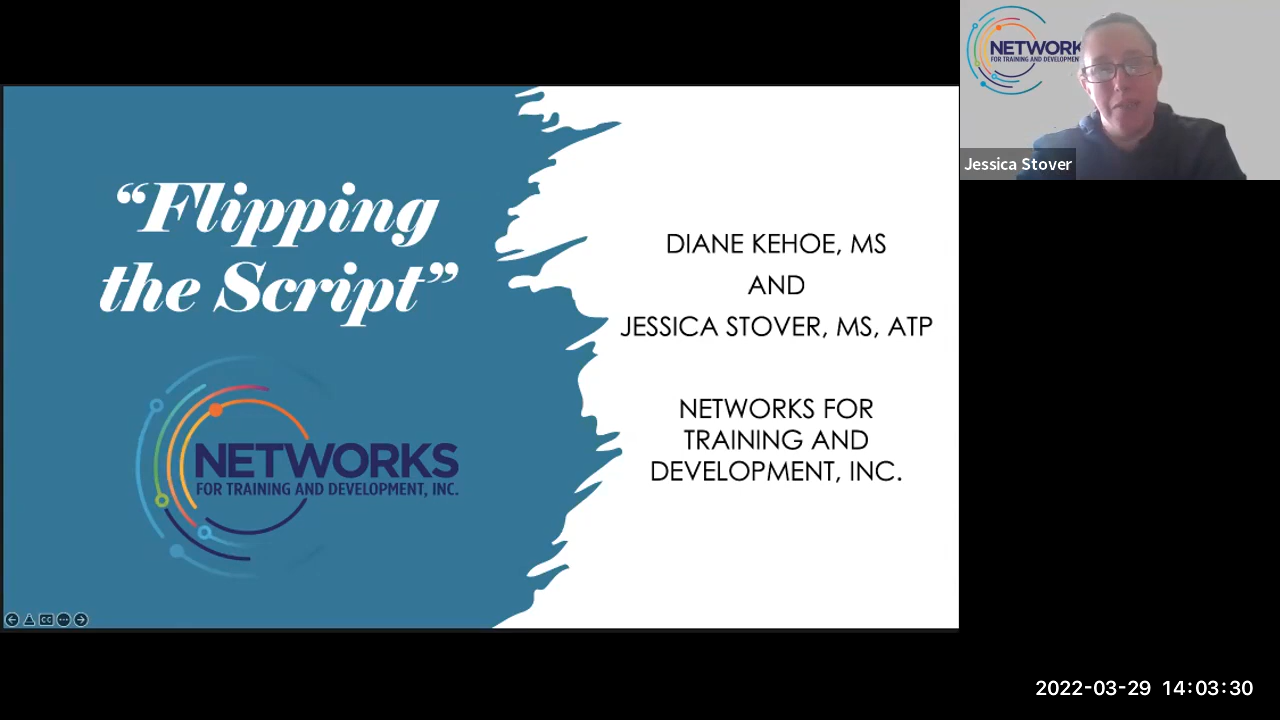 “Flipping
the Script”
NETWORKS
FOR TRAINING AND DEVELOPMENT, INC.
DIANE KEHOE, MS
AND
JESSICA STOVER, MS, ATP
NETWORKS FOR
TRAINING AND
DEVELOPMENT, INC.
NETWORK
FOR TRAINING AND DEVELOPMEN
Jessica Stover
CC
2022-03-29 14:03:30